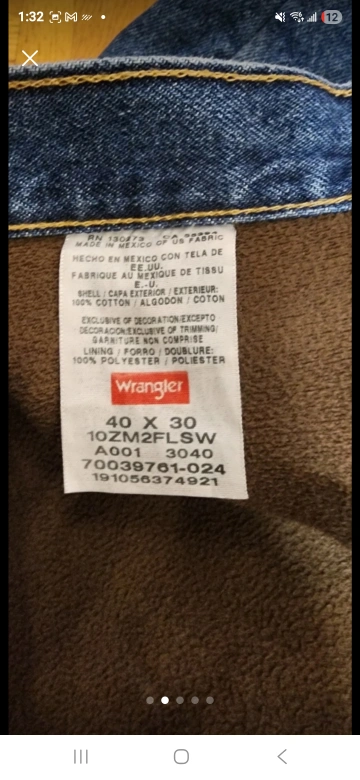 1:32
12
RN 130273 CA
MADE IN MEXICO OF US FABRIC
HECHO EN MEXICO CON TELA DE
EE.UU.
FABRIQUE AU MEXIQUE DE TISSU
E.-U.
SHELL / CAPA EXTERIOR / EXTERIEUR:
100% COTTON / ALGODON / COTON
EXCLUSIVE OF DECORATION/EXCEPTO
DECORACION/EXCLUSIVE OF TRIMMING/
GARNITURE NON COMPRISE
LINING / FORRO / DOUBLURE:
100% POLYESTER / POLIESTER
Wrangler
40 X 30
10ZM2FLSW
A001 3040
70039761-024
191056374921